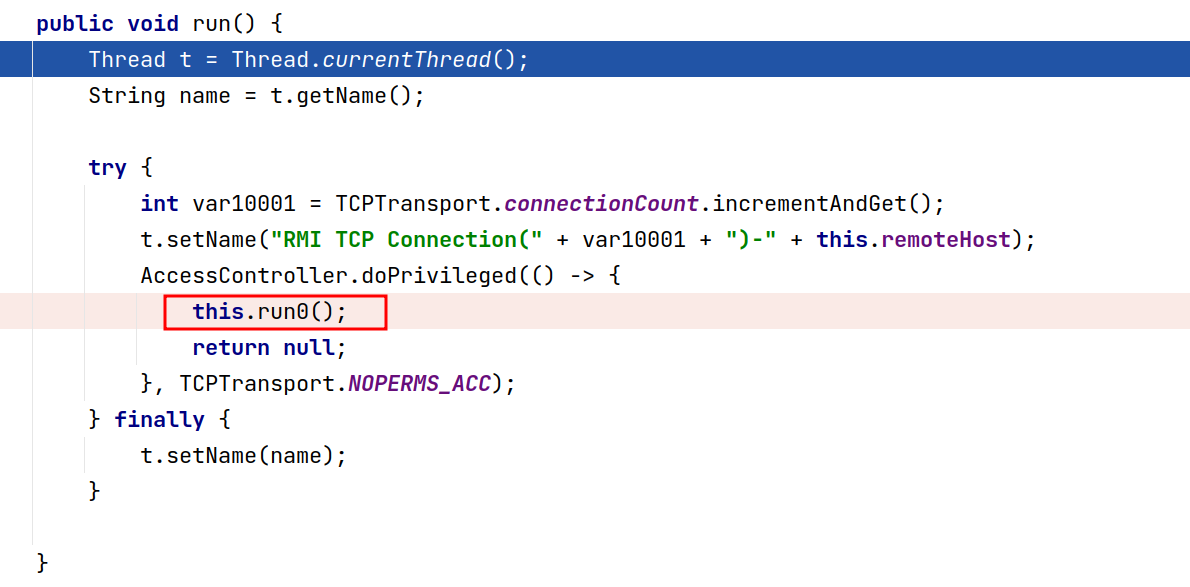 public void run() {
Thread t = Thread.currentThread();
String name = t.getName();
try {
int var10001 = TCPTransport.connectionCount.incrementAndGet();
t.setName("RMI TCP Connection(" + var10001 + ")-" + this.remoteHost);
AccessController.doPrivileged(() -> {
this.run0();
return null;
}, TCPTransport.NOPERMS_ACC);
} finally {
t.setName(name);
}
}